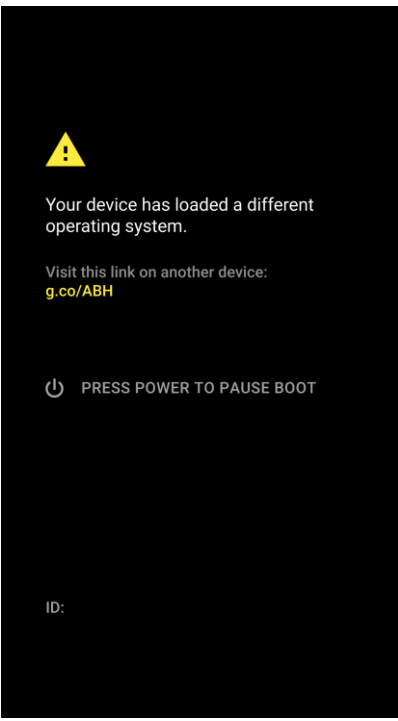 Your device has loaded a different
operating system.
Visit this link on another device:
g.co/ABH
PRESS POWER TO PAUSE BOOT
ID: